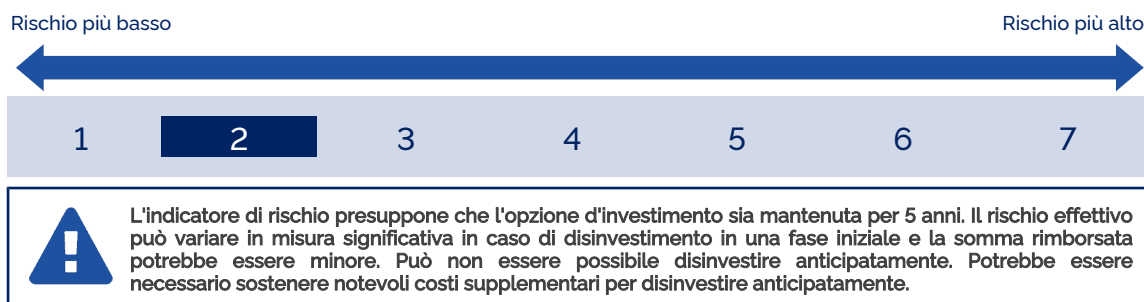 Rischio più basso Rischio più alto
1 2 3 4 5 6 7
L'indicatore di rischio presuppone che l'opzione d'investimento sia mantenuta per 5 anni. Il rischio effettivo
può variare in misura significativa in caso di disinvestimento in una fase iniziale e la somma rimborsata
potrebbe essere minore. Può non essere possibile disinvestire anticipatamente. Potrebbe essere
necessario sostenere notevoli costi supplementari per disinvestire anticipatamente.